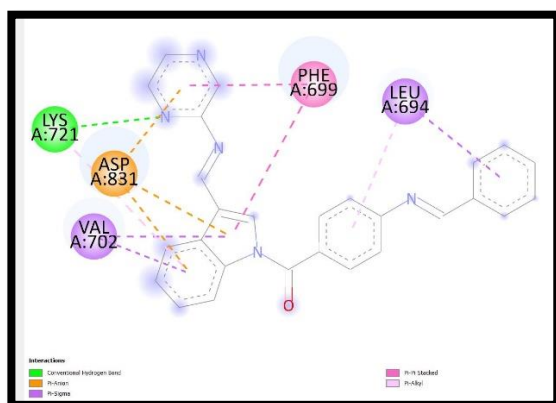 N
PHE
A:699
LEU
A:694
LYS
A:721
N
N
ASP
A:831
N
VAL
A:702
N
O
Interactions
Conventional Hydrogen Bond
Pi-Anion
Pi-Sigma
Pi-Pi Stacked
Pi-Alkyl